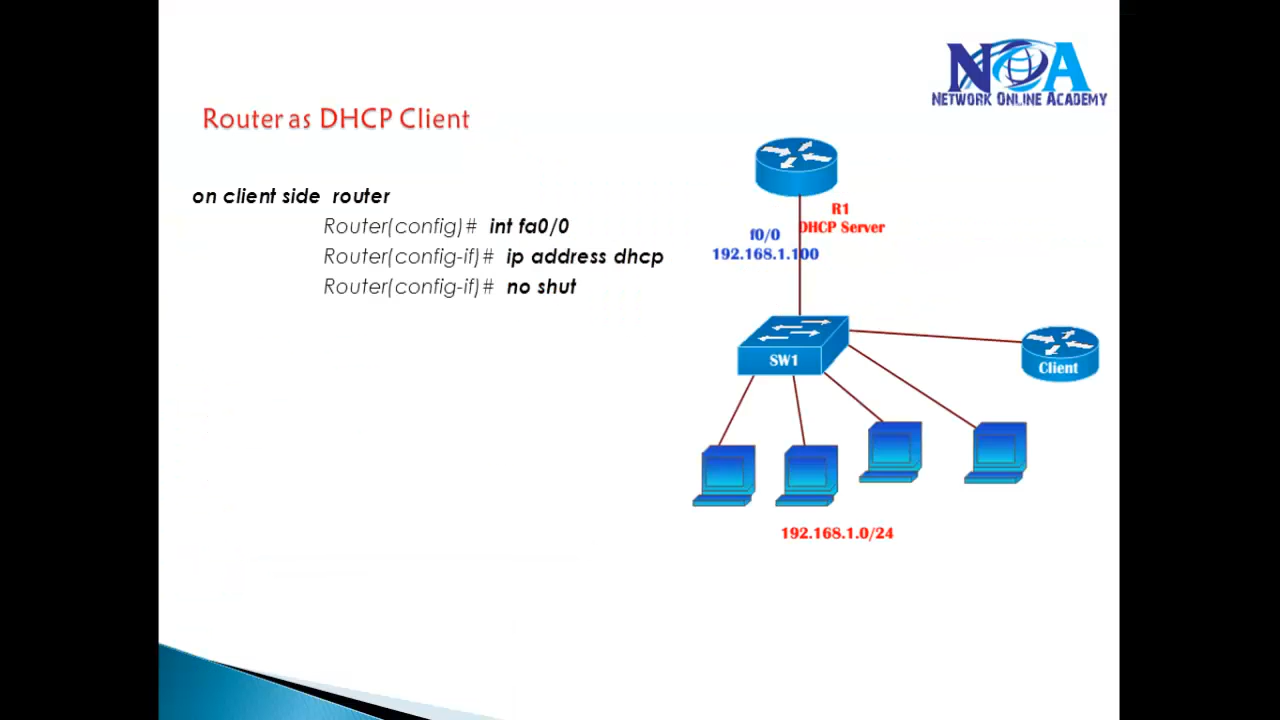 NOA
NETWORK ONLINE ACADEMY
Router as DHCP Client
on client side router
Router(config)# int fa0/0
Router(config-if)# ip address dhcp
Router(config-if)# no shut
R1
DHCP Server
f0/0
192.168.1.100
SW1
Client
192.168.1.0/24